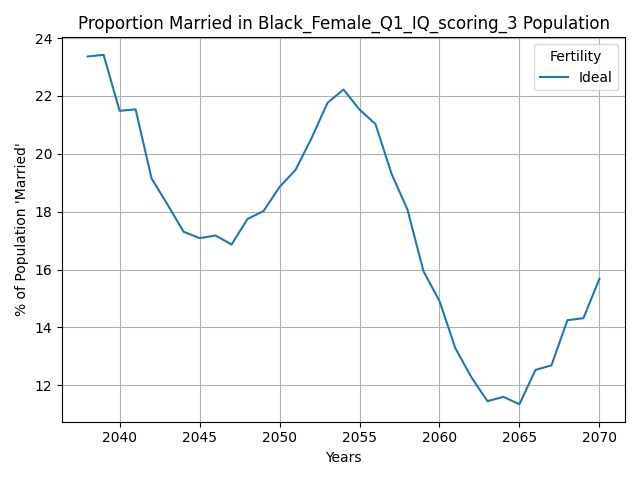 Proportion Married in Black_Female_Q1_IQ_scoring_3 Population
Fertility
Ideal
% of Population 'Married'
24
22
20
18
16
14
12
2040 2045 2050 2055 2060 2065 2070
Years